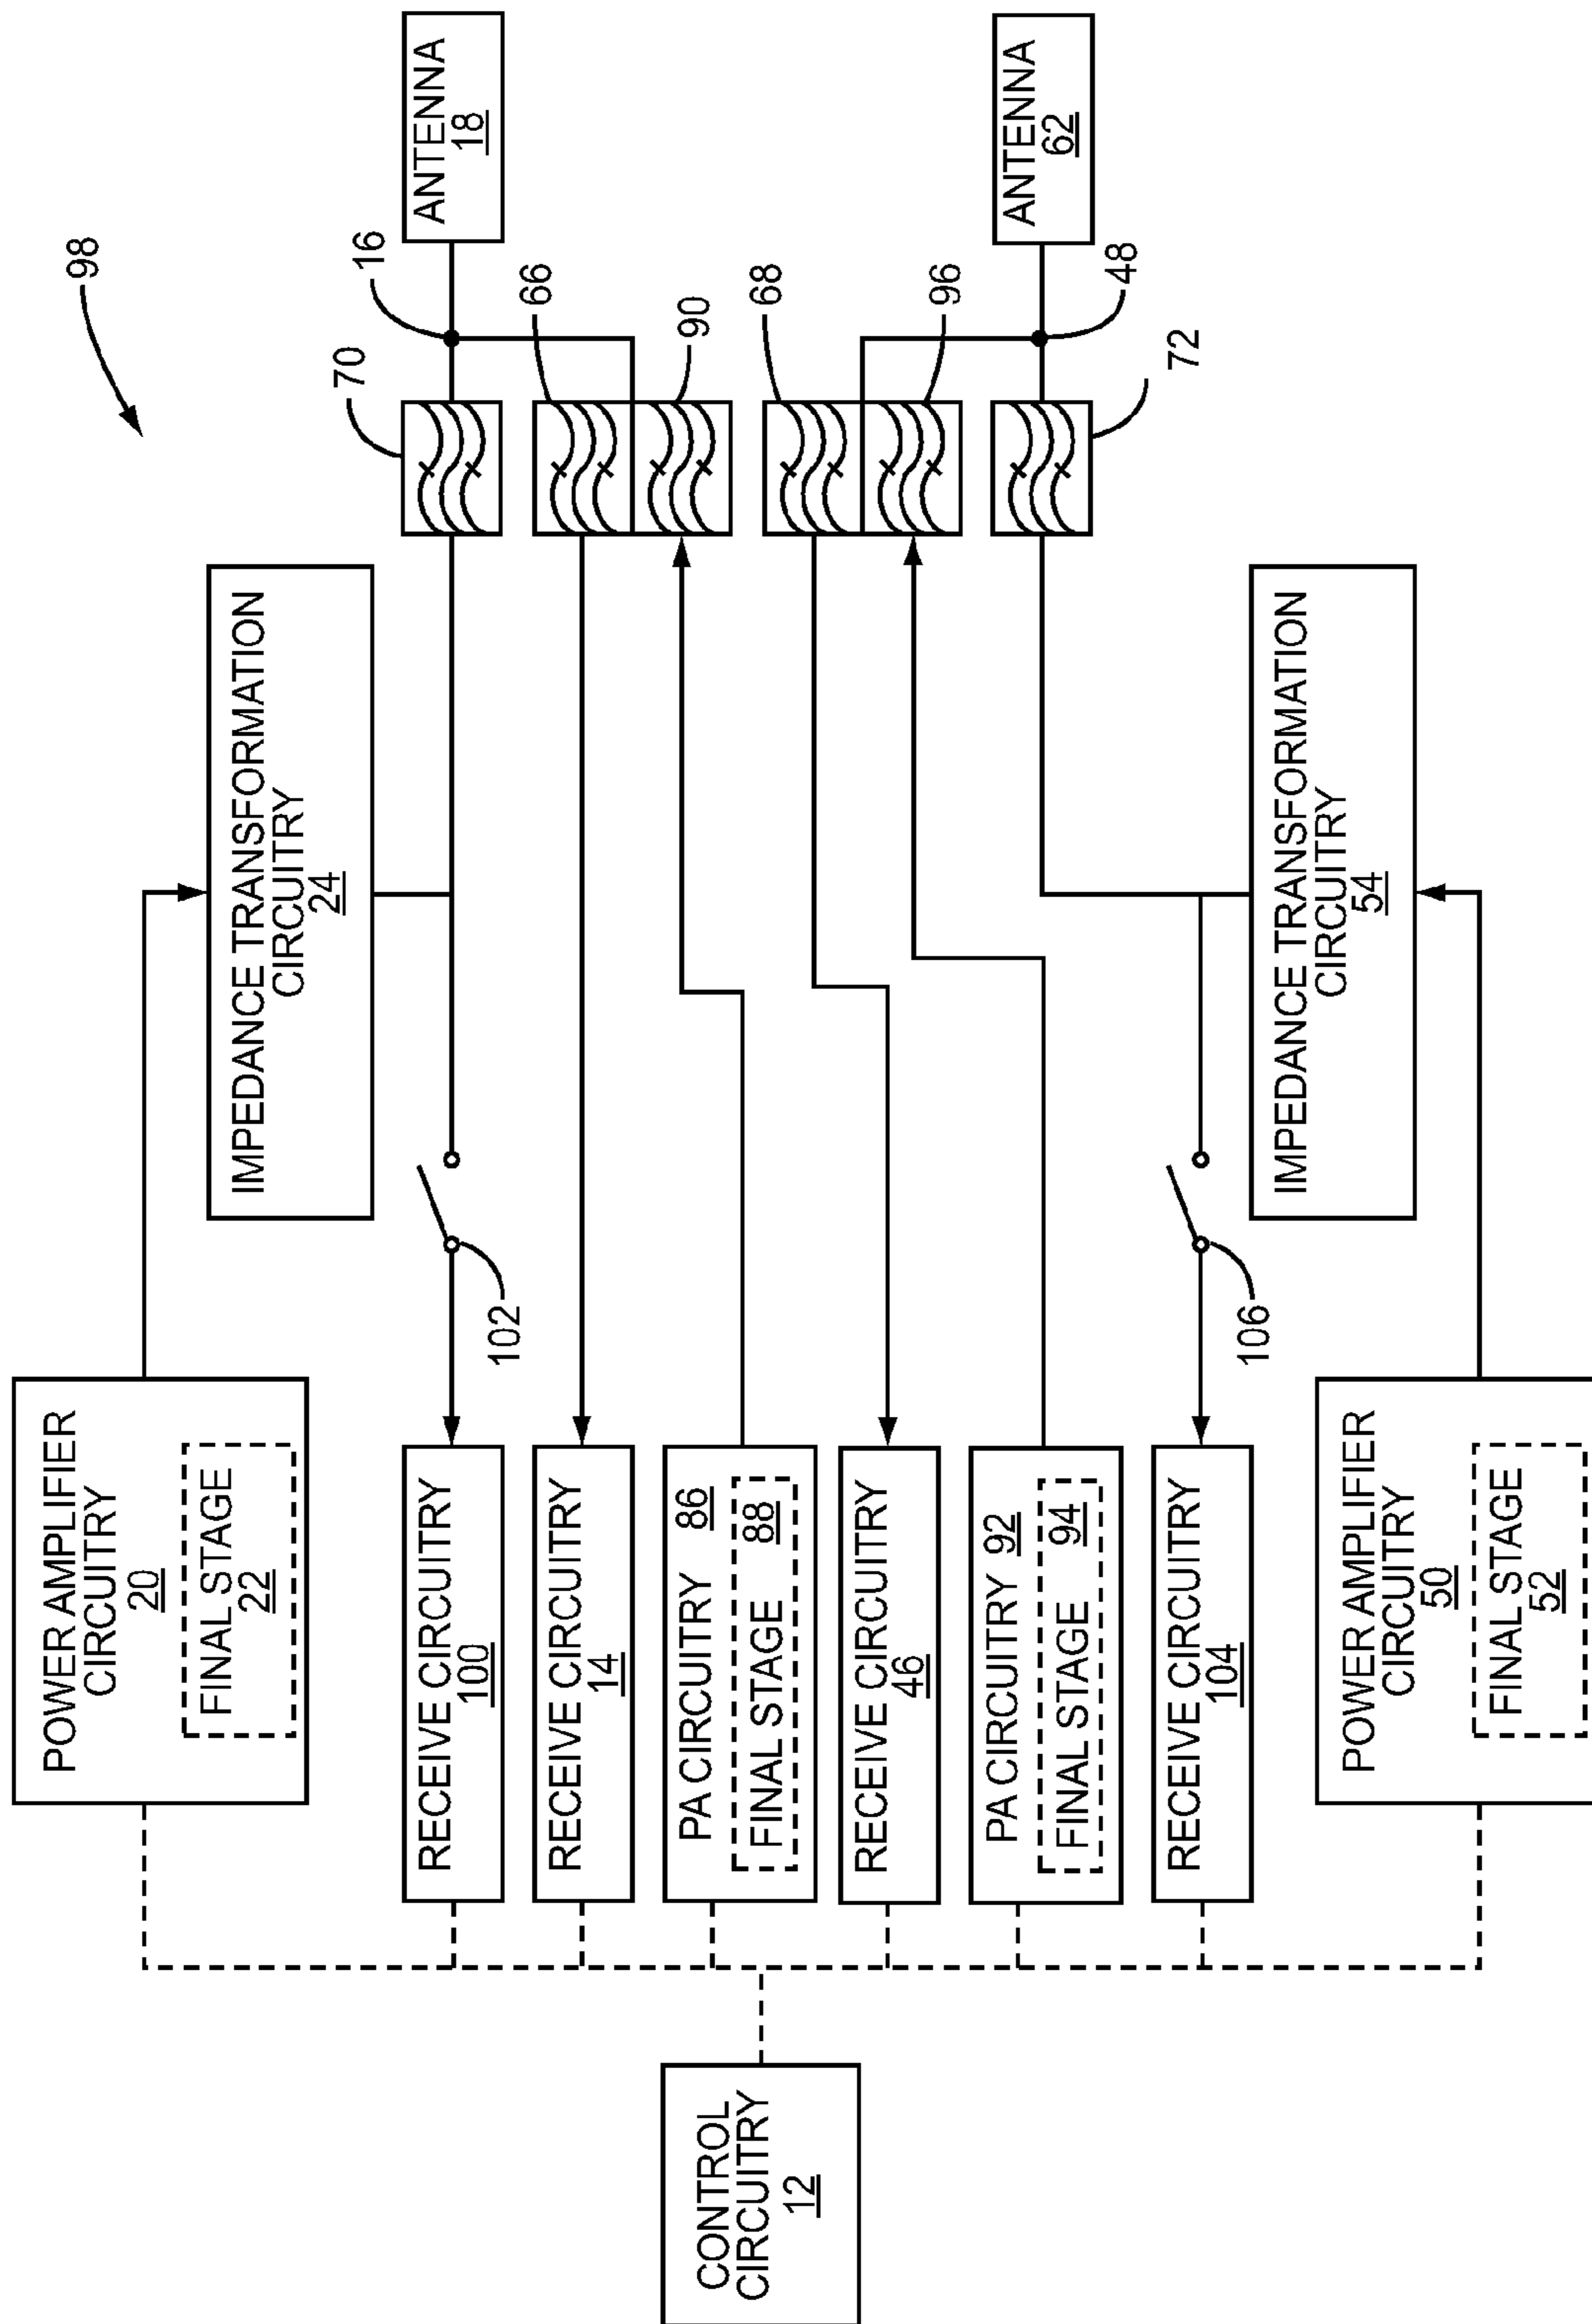 98
CONTROL
CIRCUITRY
12
POWER AMPLIFIER
CIRCUITRY
20
FINAL STAGE
22
IMPEDANCE TRANSFORMATION
CIRCUITRY
24
RECEIVE CIRCUITRY
100
102
70
16
ANTENNA
18
RECEIVE CIRCUITRY
14
66
PA CIRCUITRY 86
FINAL STAGE 88
90
RECEIVE CIRCUITRY
46
68
PA CIRCUITRY 92
FINAL STAGE 94
96
RECEIVE CIRCUITRY
104
106
72
48
ANTENNA
62
POWER AMPLIFIER
CIRCUITRY
50
FINAL STAGE
52
IMPEDANCE TRANSFORMATION
CIRCUITRY
54